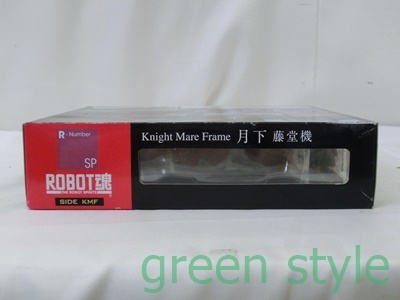 R-Number
SP
ROBOT魂
THE ROBOT SPIRITS
SIDE KMF
Knight Mare Frame 月下 藤堂機
green style